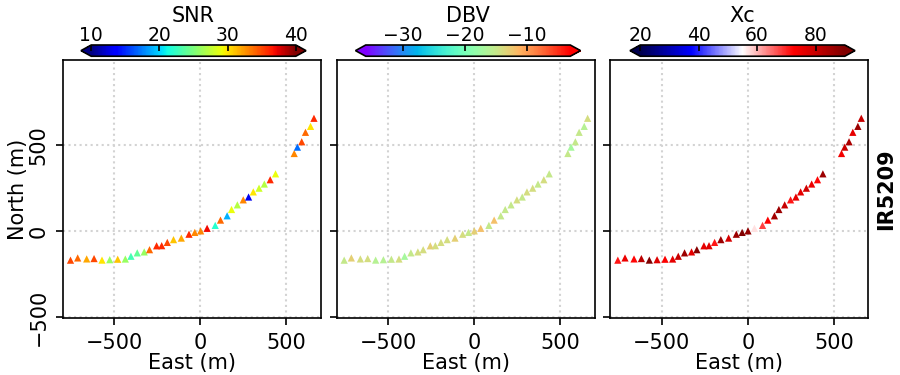 SNR
DBV
Xc
10 20 30 40
−30 −20 −10
20 40 60 80
North (m)
500
0
−500
−500 0 500
−500 0 500
−500 0 500
East (m)
East (m)
East (m)
IR5209